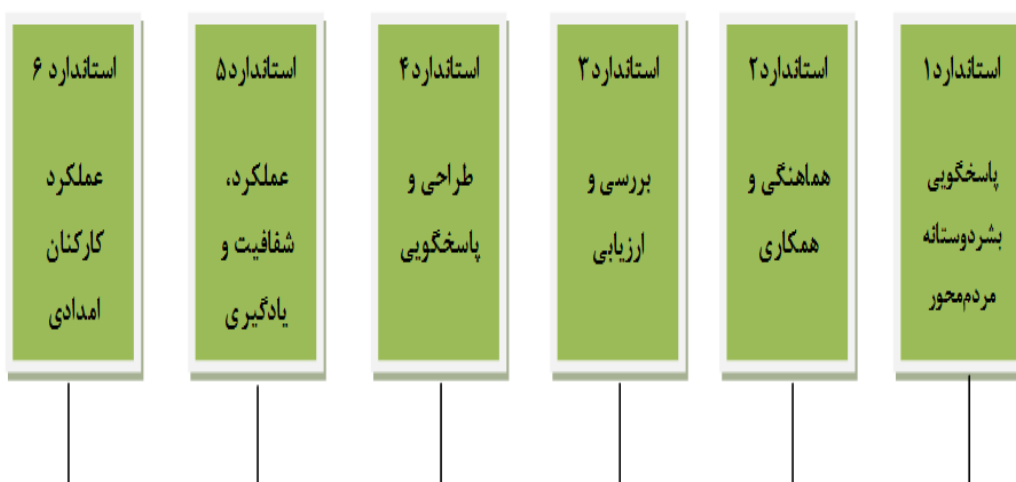 استاندارد۱
پاسخگویی
بشردوستانه
مردم‌محور
استاندارد۲
هماهنگی و
همکاری
استاندارد۳
بررسی و
ارزیابی
استاندارد۴
طراحی و
پاسخگویی
استاندارد۵
عملکرد،
شفافیت و
یادگیری
استاندارد ۶
عملکرد
کارکنان
امدادی